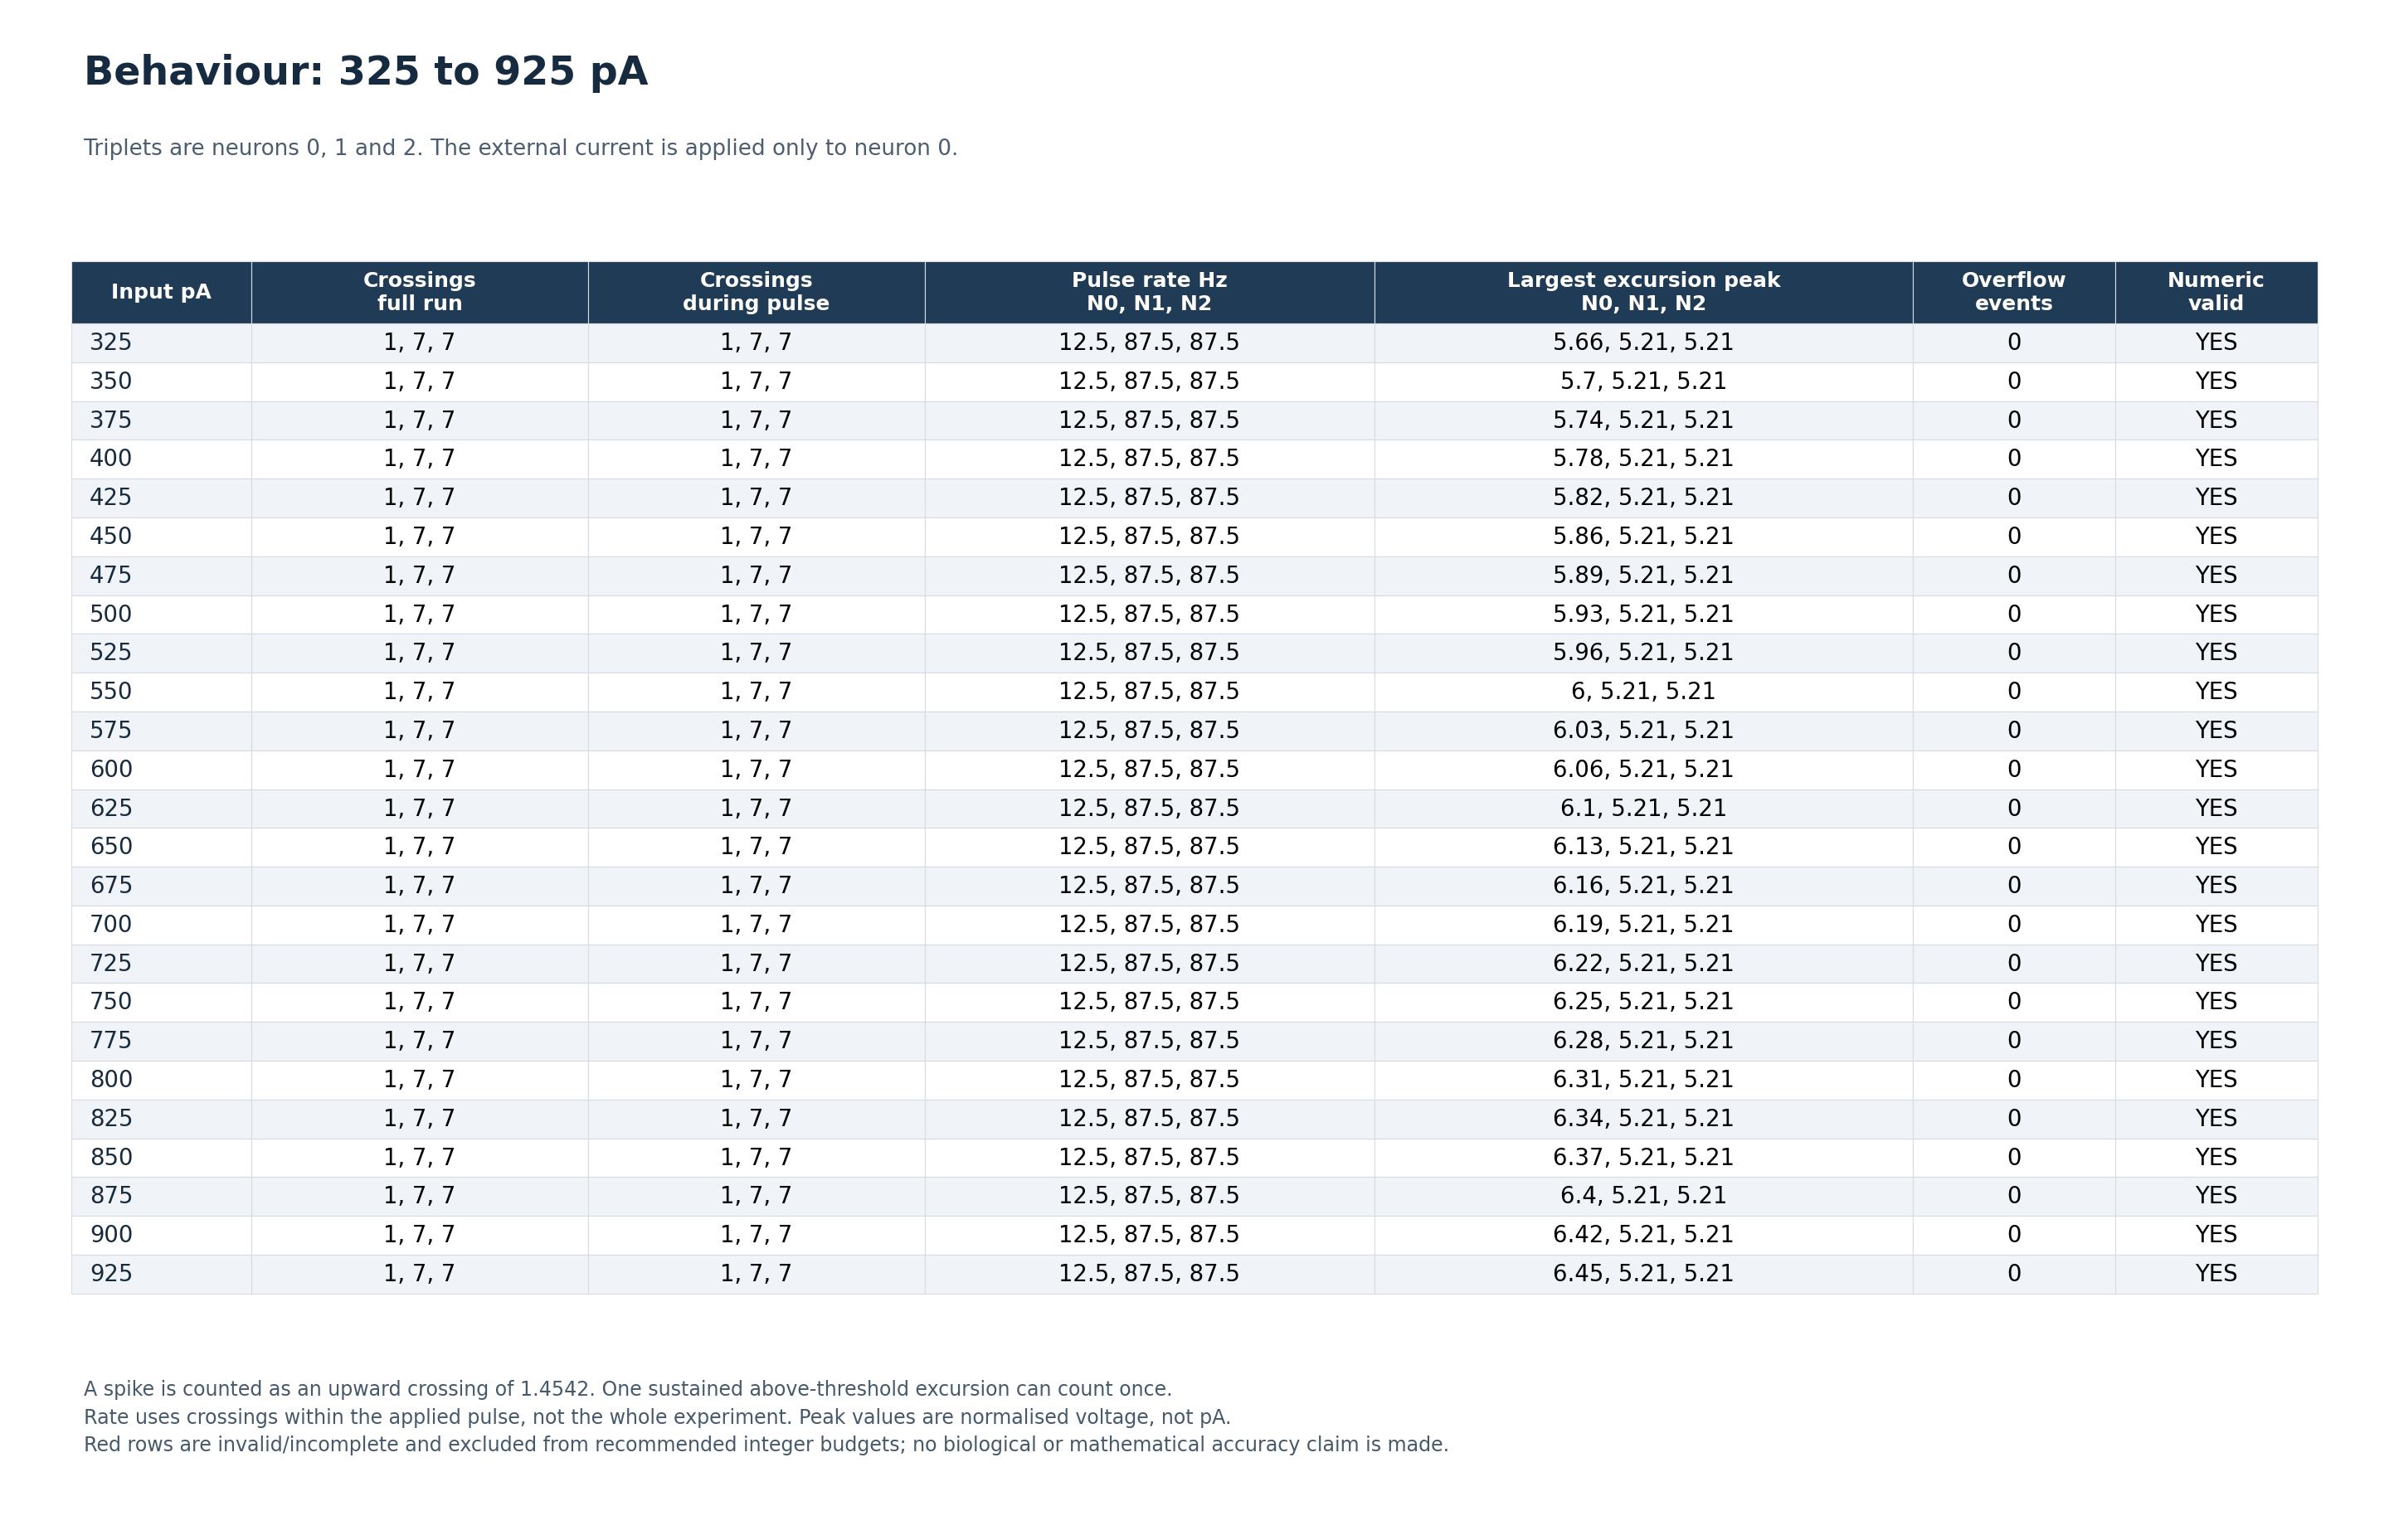 Behaviour: 325 to 925 pA
Triplets are neurons 0, 1 and 2. The external current is applied only to neuron 0.
Input pA Crossings full run Crossings during pulse Pulse rate Hz N0, N1, N2 Largest excursion peak N0, N1, N2 Overflow events Numeric valid
325 1, 7, 7 1, 7, 7 12.5, 87.5, 87.5 5.66, 5.21, 5.21 0 YES
350 1, 7, 7 1, 7, 7 12.5, 87.5, 87.5 5.7, 5.21, 5.21 0 YES
375 1, 7, 7 1, 7, 7 12.5, 87.5, 87.5 5.74, 5.21, 5.21 0 YES
400 1, 7, 7 1, 7, 7 12.5, 87.5, 87.5 5.78, 5.21, 5.21 0 YES
425 1, 7, 7 1, 7, 7 12.5, 87.5, 87.5 5.82, 5.21, 5.21 0 YES
450 1, 7, 7 1, 7, 7 12.5, 87.5, 87.5 5.86, 5.21, 5.21 0 YES
475 1, 7, 7 1, 7, 7 12.5, 87.5, 87.5 5.89, 5.21, 5.21 0 YES
500 1, 7, 7 1, 7, 7 12.5, 87.5, 87.5 5.93, 5.21, 5.21 0 YES
525 1, 7, 7 1, 7, 7 12.5, 87.5, 87.5 5.96, 5.21, 5.21 0 YES
550 1, 7, 7 1, 7, 7 12.5, 87.5, 87.5 6, 5.21, 5.21 0 YES
575 1, 7, 7 1, 7, 7 12.5, 87.5, 87.5 6.03, 5.21, 5.21 0 YES
600 1, 7, 7 1, 7, 7 12.5, 87.5, 87.5 6.06, 5.21, 5.21 0 YES
625 1, 7, 7 1, 7, 7 12.5, 87.5, 87.5 6.1, 5.21, 5.21 0 YES
650 1, 7, 7 1, 7, 7 12.5, 87.5, 87.5 6.13, 5.21, 5.21 0 YES
675 1, 7, 7 1, 7, 7 12.5, 87.5, 87.5 6.16, 5.21, 5.21 0 YES
700 1, 7, 7 1, 7, 7 12.5, 87.5, 87.5 6.19, 5.21, 5.21 0 YES
725 1, 7, 7 1, 7, 7 12.5, 87.5, 87.5 6.22, 5.21, 5.21 0 YES
750 1, 7, 7 1, 7, 7 12.5, 87.5, 87.5 6.25, 5.21, 5.21 0 YES
775 1, 7, 7 1, 7, 7 12.5, 87.5, 87.5 6.28, 5.21, 5.21 0 YES
800 1, 7, 7 1, 7, 7 12.5, 87.5, 87.5 6.31, 5.21, 5.21 0 YES
825 1, 7, 7 1, 7, 7 12.5, 87.5, 87.5 6.34, 5.21, 5.21 0 YES
850 1, 7, 7 1, 7, 7 12.5, 87.5, 87.5 6.37, 5.21, 5.21 0 YES
875 1, 7, 7 1, 7, 7 12.5, 87.5, 87.5 6.4, 5.21, 5.21 0 YES
900 1, 7, 7 1, 7, 7 12.5, 87.5, 87.5 6.42, 5.21, 5.21 0 YES
925 1, 7, 7 1, 7, 7 12.5, 87.5, 87.5 6.45, 5.21, 5.21 0 YES
A spike is counted as an upward crossing of 1.4542. One sustained above-threshold excursion can count once.
Rate uses crossings within the applied pulse, not the whole experiment. Peak values are normalised voltage, not pA.
Red rows are invalid/incomplete and excluded from recommended integer budgets; no biological or mathematical accuracy claim is made.